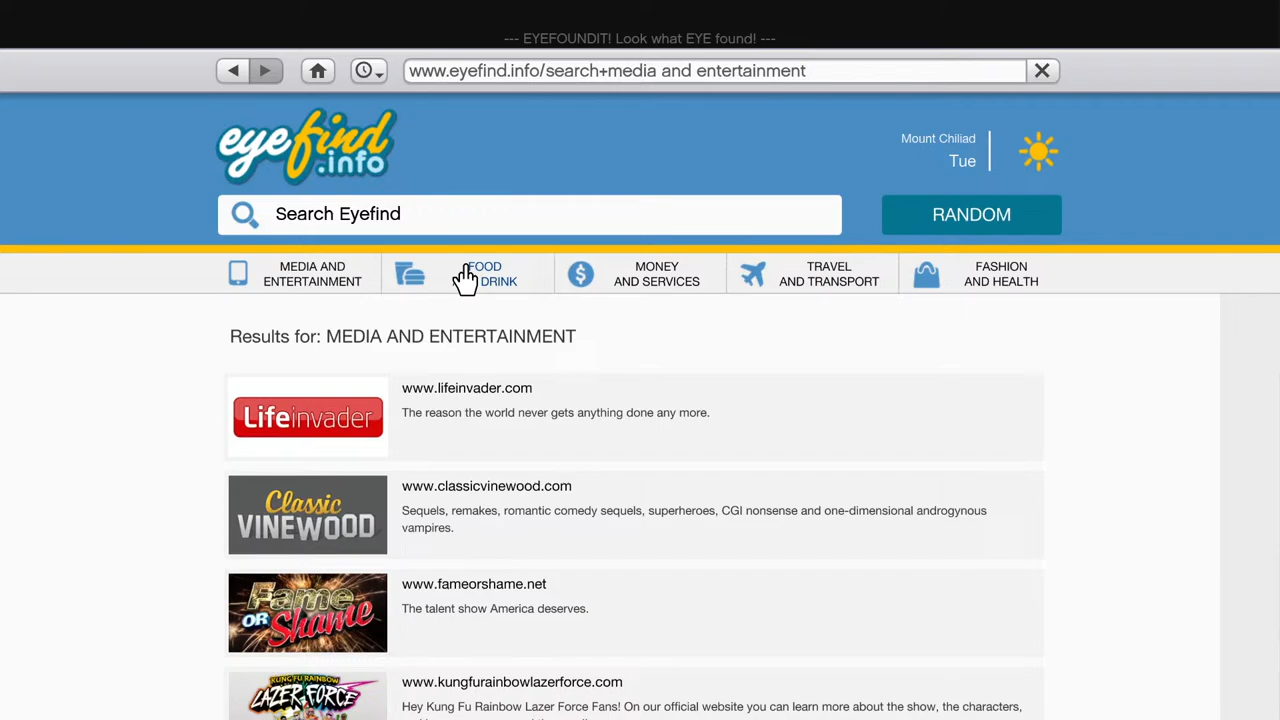 --- EYEFOUNDIT! Look what EYE found! ---
www.eyefind.info/search+media and entertainment
eyefind
.info
Mount Chiliad
Tue
Search Eyefind
RANDOM
MEDIA AND
ENTERTAINMENT
FOOD
DRINK
MONEY
AND SERVICES
TRAVEL
AND TRANSPORT
FASHION
AND HEALTH
Results for: MEDIA AND ENTERTAINMENT
Lifeinvader
www.lifeinvader.com
The reason the world never gets anything done any more.
Classic
VINEWOOD
www.classicvinewood.com
Sequels, remakes, romantic comedy sequels, superheroes, CGI nonsense and one-dimensional androgynous
vampires.
Fame
OR Shame
www.fameorshame.net
The talent show America deserves.
KUNG FU RAINBOW
LAZER FORCE
www.kungfurainbowlazerforce.com
Hey Kung Fu Rainbow Lazer Force Fans! On our official website you can learn more about the show, the characters,